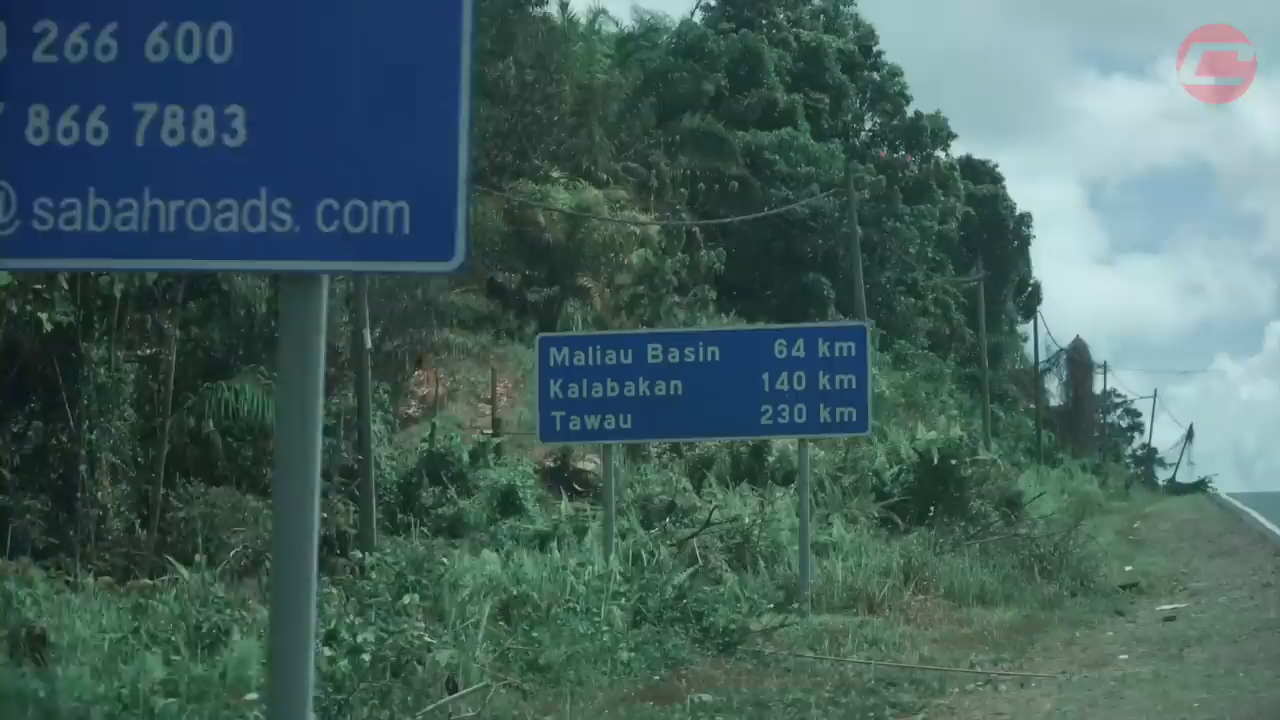 266 600
866 7883
@sabahroads.com
Maliau Basin 64 km
Kalabakan 140 km
Tawau 230 km